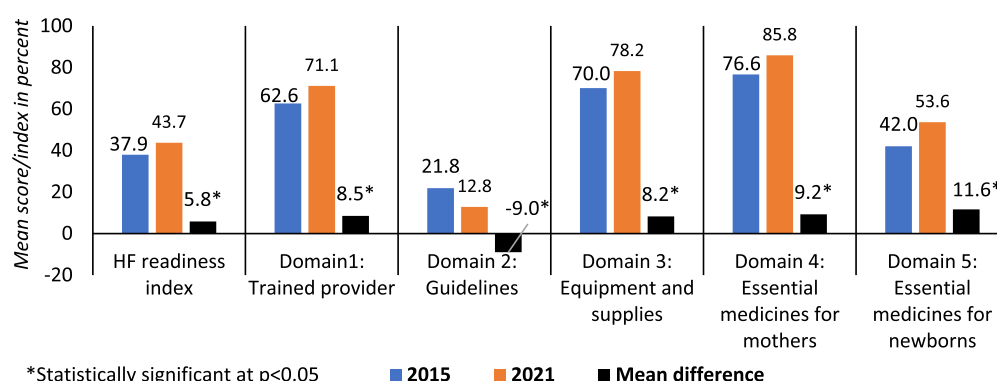 Mean score/index in percent
100
80
60
40
20
0
-20
37.9
43.7
5.8*
62.6
71.1
8.5*
21.8
12.8
-9.0*
70.0
78.2
8.2*
76.6
85.8
9.2*
42.0
53.6
11.6*
HF readiness
index
Domain1:
Trained provider
Domain 2:
Guidelines
Domain 3:
Equipment and
supplies
Domain 4:
Essential
medicines for
mothers
Domain 5:
Essential
medicines for
newborns
*Statistically significant at p<0.05
2015
2021
Mean difference